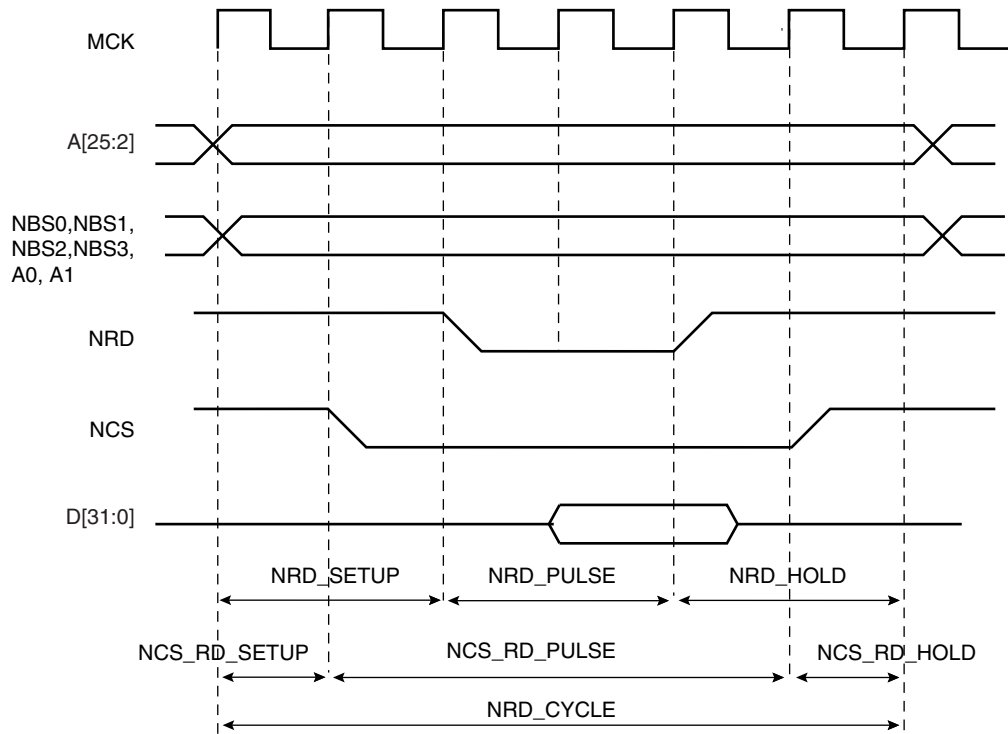 MCK
A[25:2]
NBS0,NBS1,
NBS2,NBS3,
A0, A1
NRD
NCS
D[31:0]
NRD_SETUP NRD_PULSE NRD_HOLD
NCS_RD_SETUP NCS_RD_PULSE NCS_RD_HOLD
NRD_CYCLE